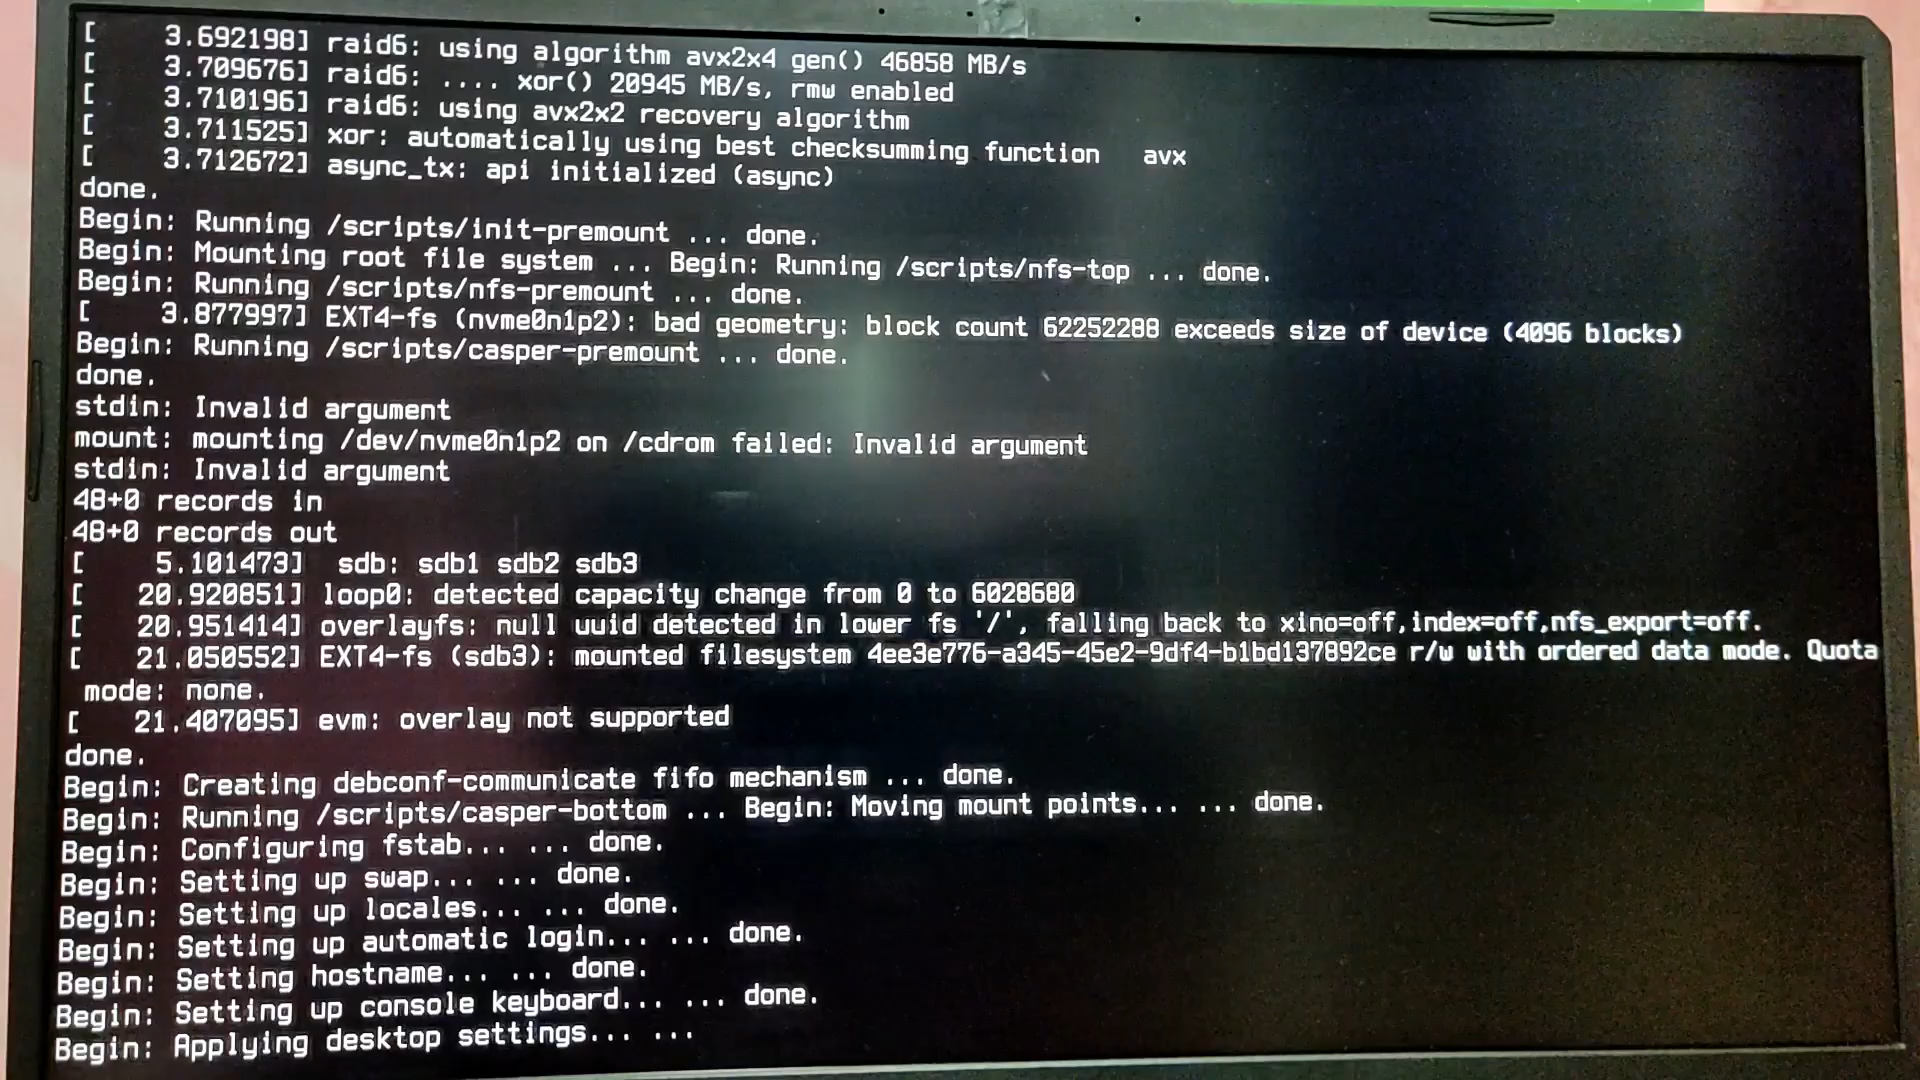 [    3.692198] raid6: using algorithm avx2x4 gen() 46858 MB/s
[    3.709676] raid6: .... xor() 20945 MB/s, rmw enabled
[    3.710196] raid6: using avx2x2 recovery algorithm
[    3.711525] xor: automatically using best checksumming function   avx
[    3.712672] async_tx: api initialized (async)
done.
Begin: Running /scripts/init-premount ... done.
Begin: Mounting root file system ... Begin: Running /scripts/nfs-top ... done.
Begin: Running /scripts/nfs-premount ... done.
[    3.877997] EXT4-fs (nvme0n1p2): bad geometry: block count 62252288 exceeds size of device (4096 blocks)
Begin: Running /scripts/casper-premount ... done.
done.
stdin: Invalid argument
mount: mounting /dev/nvme0n1p2 on /cdrom failed: Invalid argument
stdin: Invalid argument
48+0 records in
48+0 records out
[    5.101473]  sdb: sdb1 sdb2 sdb3
[   20.920851] loop0: detected capacity change from 0 to 6028680
[   20.951414] overlayfs: null uuid detected in lower fs '/', falling back to xino=off,index=off,nfs_export=off.
[   21.050552] EXT4-fs (sdb3): mounted filesystem 4ee3e776-a345-45e2-9df4-b1bd137892ce r/w with ordered data mode. Quota
 mode: none.
[   21.407095] evm: overlay not supported
done.
Begin: Creating debconf-communicate fifo mechanism ... done.
Begin: Running /scripts/casper-bottom ... Begin: Moving mount points... ... done.
Begin: Configuring fstab... ... done.
Begin: Setting up swap... ... done.
Begin: Setting up locales... ... done.
Begin: Setting up automatic login... ... done.
Begin: Setting hostname... ... done.
Begin: Setting up console keyboard... ... done.
Begin: Applying desktop settings... ...